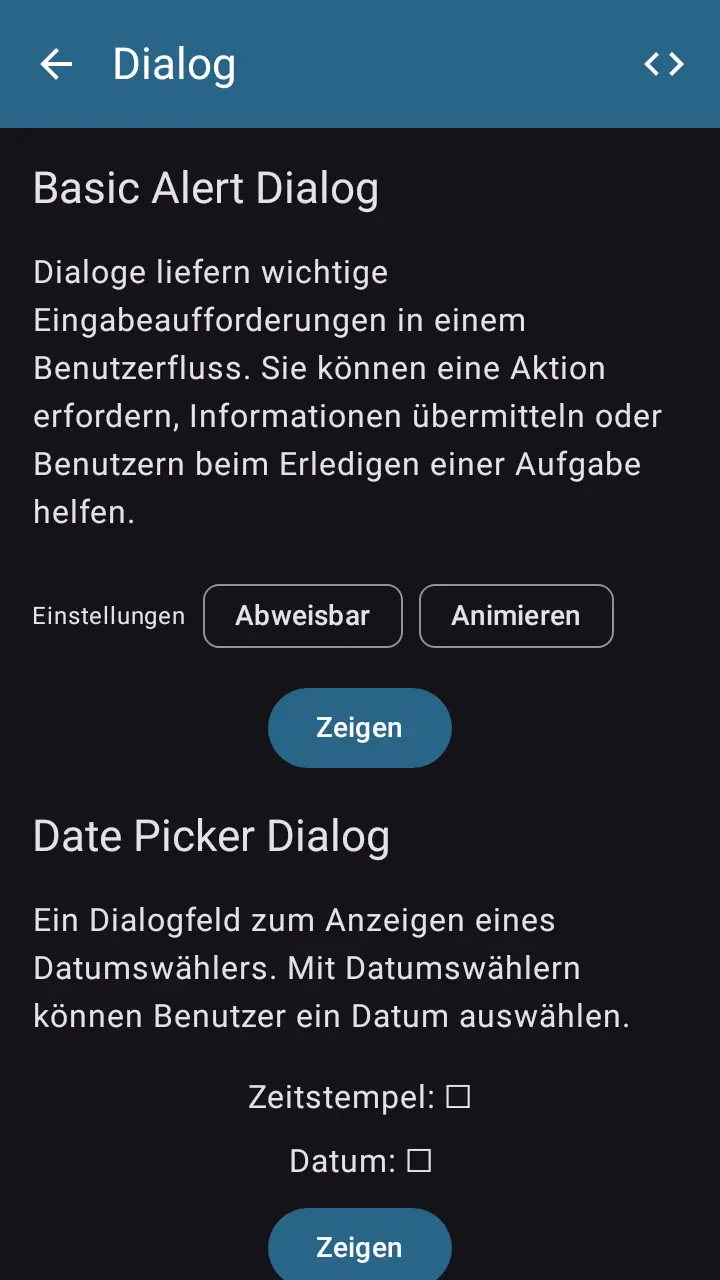 Dialog
Basic Alert Dialog
Dialoge liefern wichtige
Eingabeaufforderungen in einem
Benutzerfluss. Sie können eine Aktion
erfordern, Informationen übermitteln oder
Benutzern beim Erledigen einer Aufgabe
helfen.
Einstellungen Abweisbar Animieren
Zeigen
Date Picker Dialog
Ein Dialogfeld zum Anzeigen eines
Datumswählers. Mit Datumswählern
können Benutzer ein Datum auswählen.
Zeitstempel: □
Datum: □
Zeigen